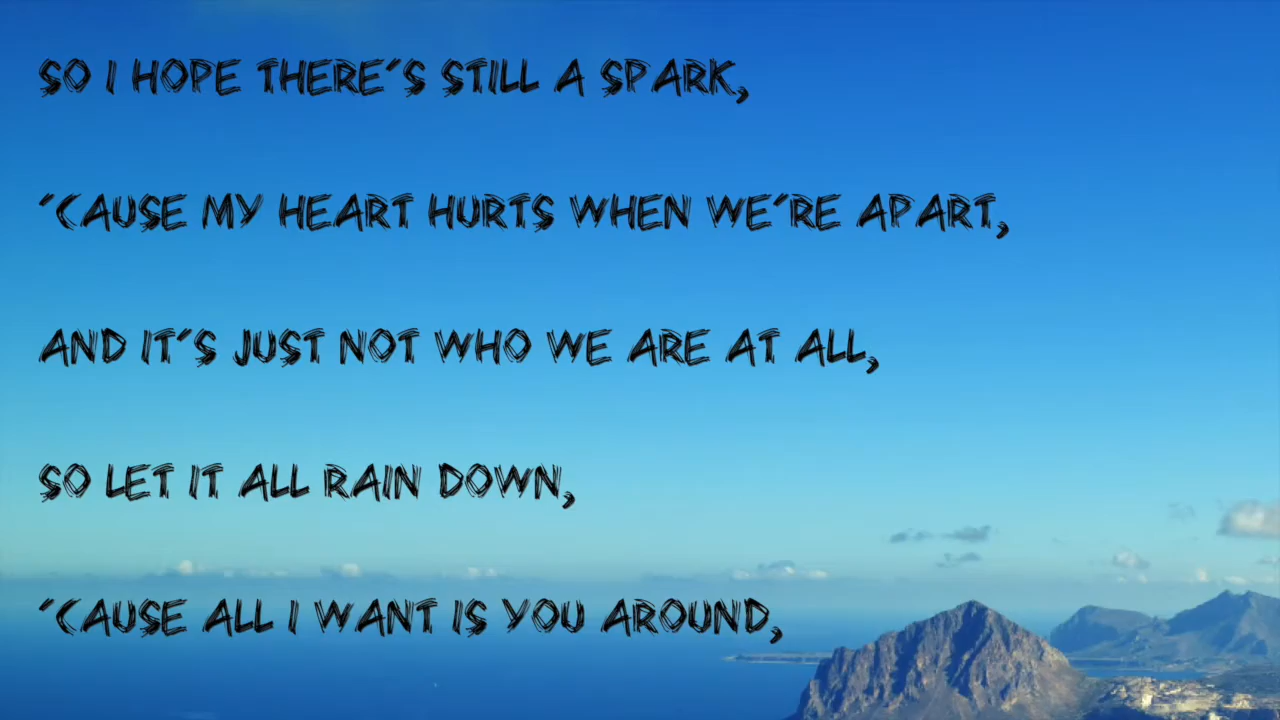 SO I HOPE THERE'S STILL A SPARK,
'CAUSE MY HEART HURTS WHEN WE'RE APART,
AND IT'S JUST NOT WHO WE ARE AT ALL,
SO LET IT ALL RAIN DOWN,
'CAUSE ALL I WANT IS YOU AROUND,